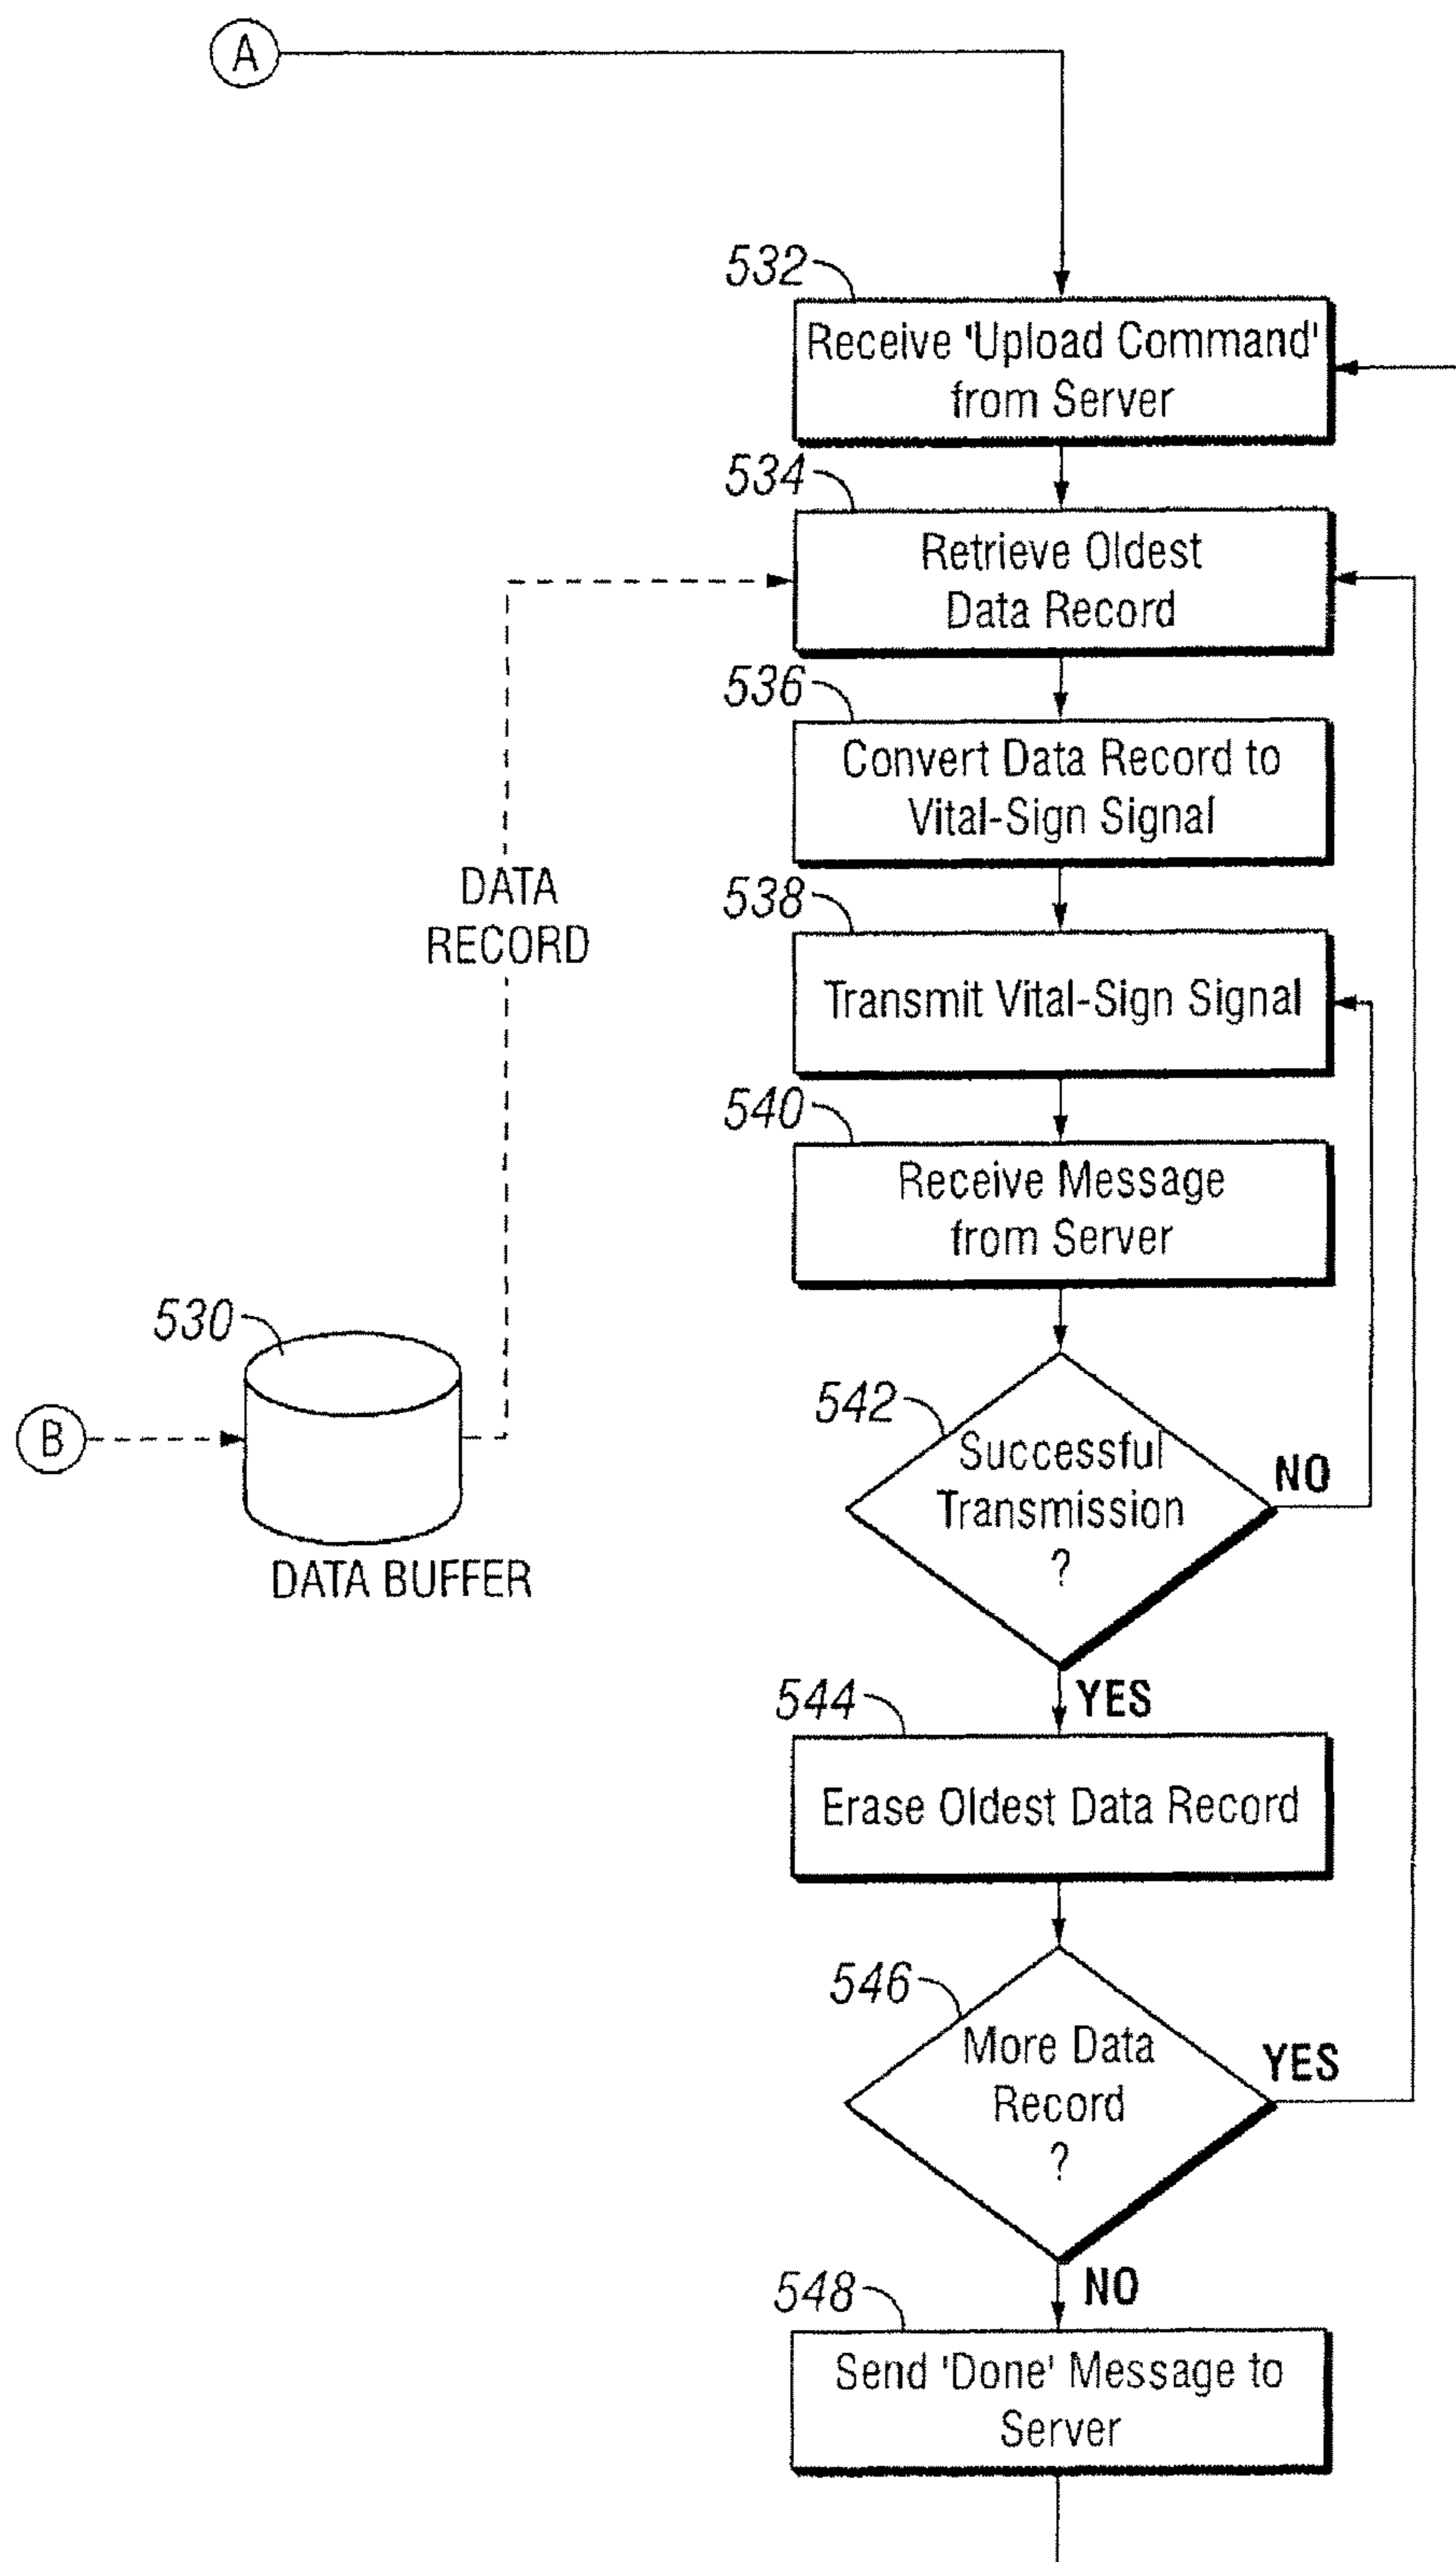 A
532
Receive 'Upload Command'
from Server
534
Retrieve Oldest
Data Record
536
Convert Data Record to
Vital-Sign Signal
DATA
RECORD
538
Transmit Vital-Sign Signal
540
Receive Message
from Server
530
B
DATA BUFFER
542
Successful
Transmission
?
NO
YES
544
Erase Oldest Data Record
546
More Data
Record
?
YES
NO
548
Send 'Done' Message to
Server